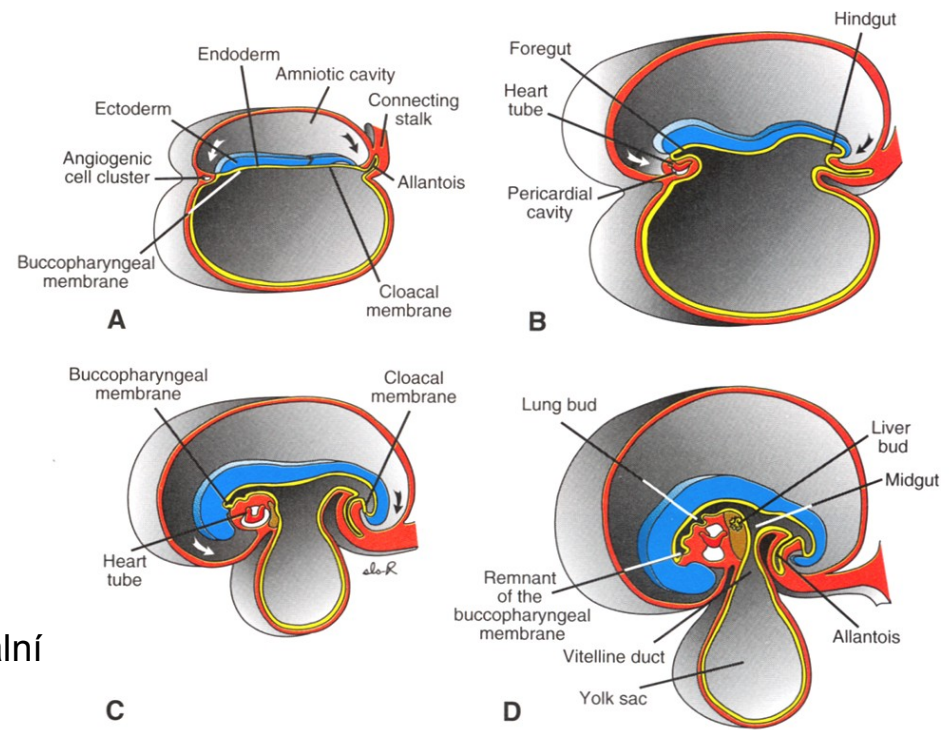 Endoderm
Amniotic cavity
Ectoderm
Connecting
stalk
Angiogenic
cell cluster
Allantois
Buccopharyngeal
membrane
Cloacal
membrane
A
Hindgut
Foregut
Heart
tube
Pericardial
cavity
B
Buccopharyngeal
membrane
Cloacal
membrane
Heart
tube
C
Lung bud
Liver
bud
Midgut
Remnant
of the
buccopharyngeal
membrane
Allantois
Vitelline duct
Yolk sac
D